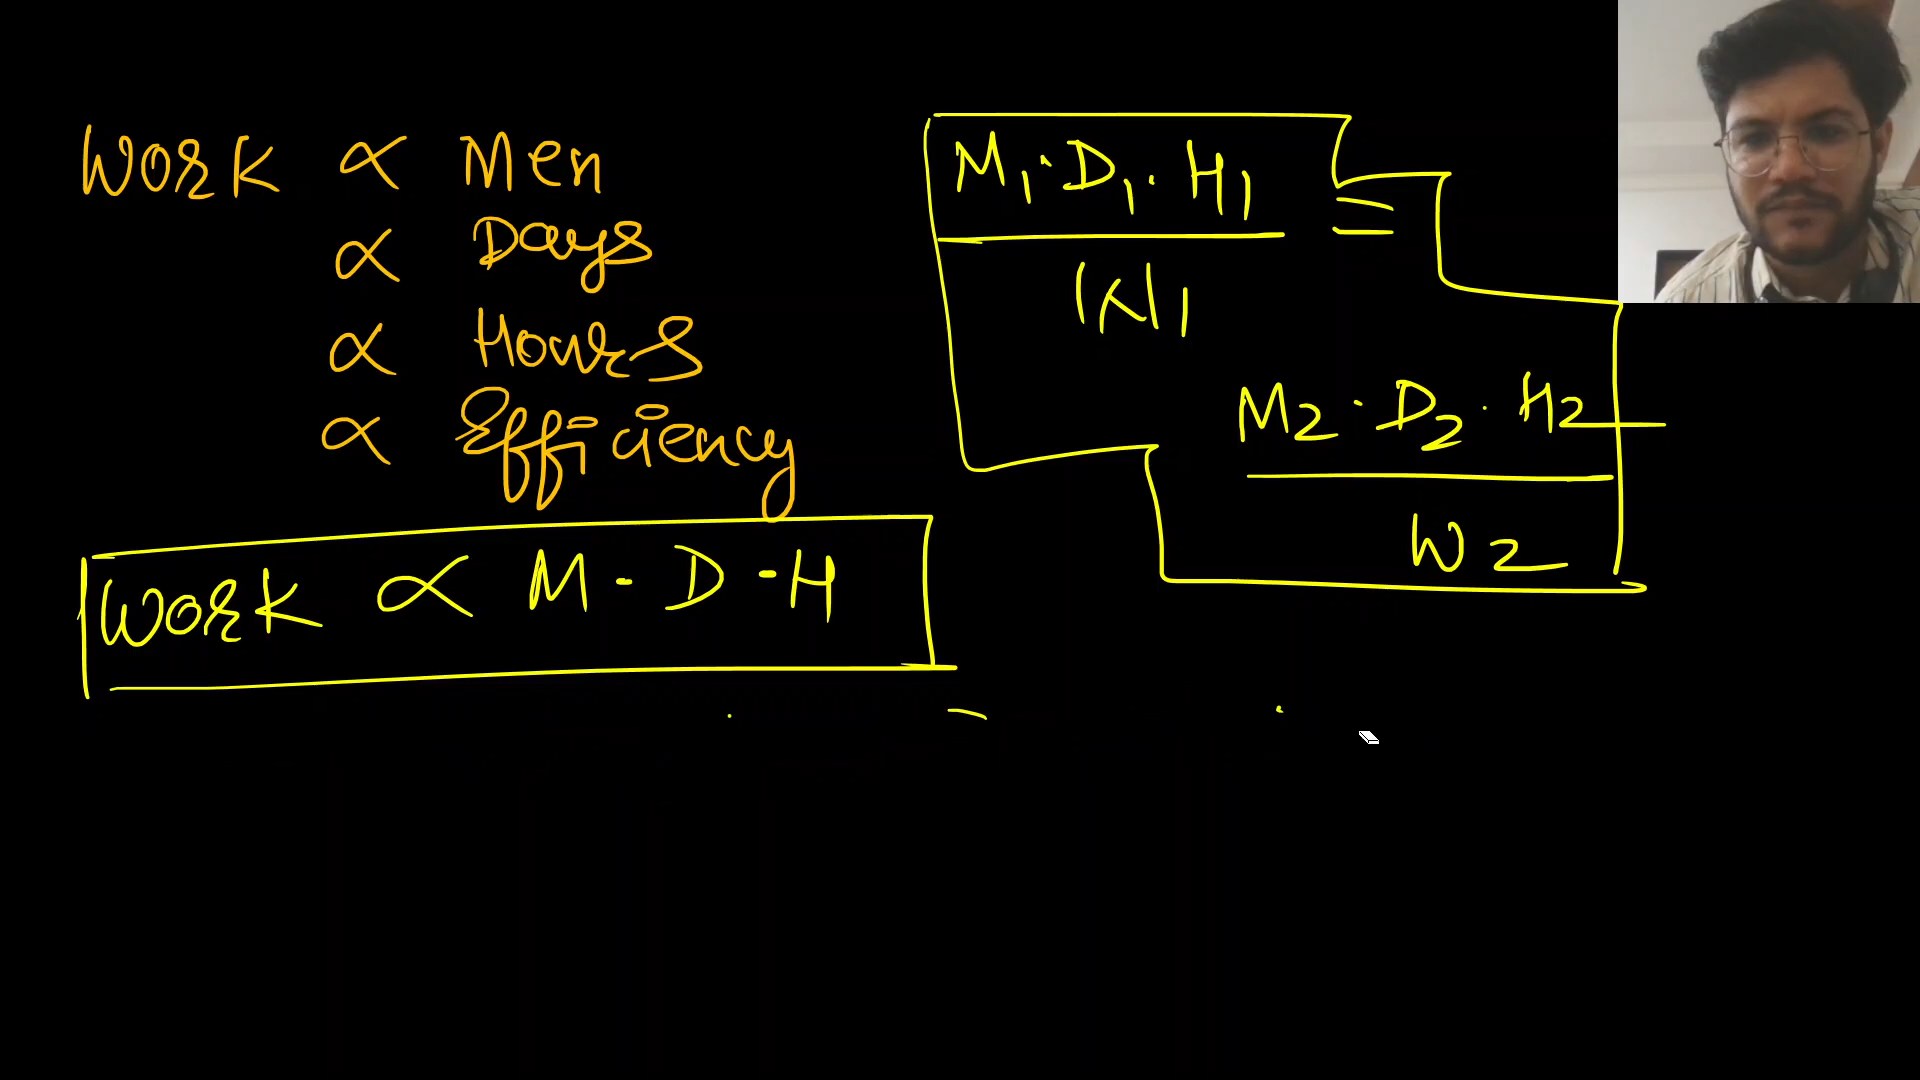 Work ∝ Men
∝ Days
∝ Hours
∝ Efficiency
Work ∝ M · D · H
M₁ · D₁ · H₁ =
W₁
M₂ · D₂ · H₂
W₂